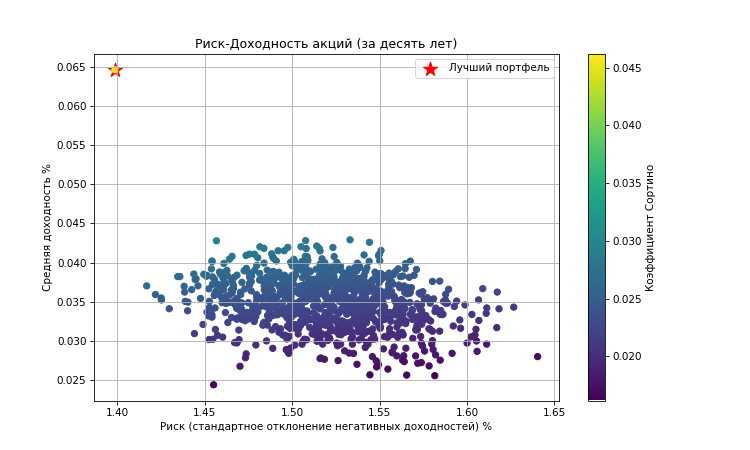 Риск-Доходность акций (за десять лет)
Лучший портфель
0.065
0.060
0.055
0.050
0.045
0.040
0.035
0.030
0.025
Средняя доходность %
1.40 1.45 1.50 1.55 1.60 1.65
Риск (стандартное отклонение негативных доходностей) %
0.045
0.040
0.035
0.030
0.025
0.020
Коэффициент Сортино